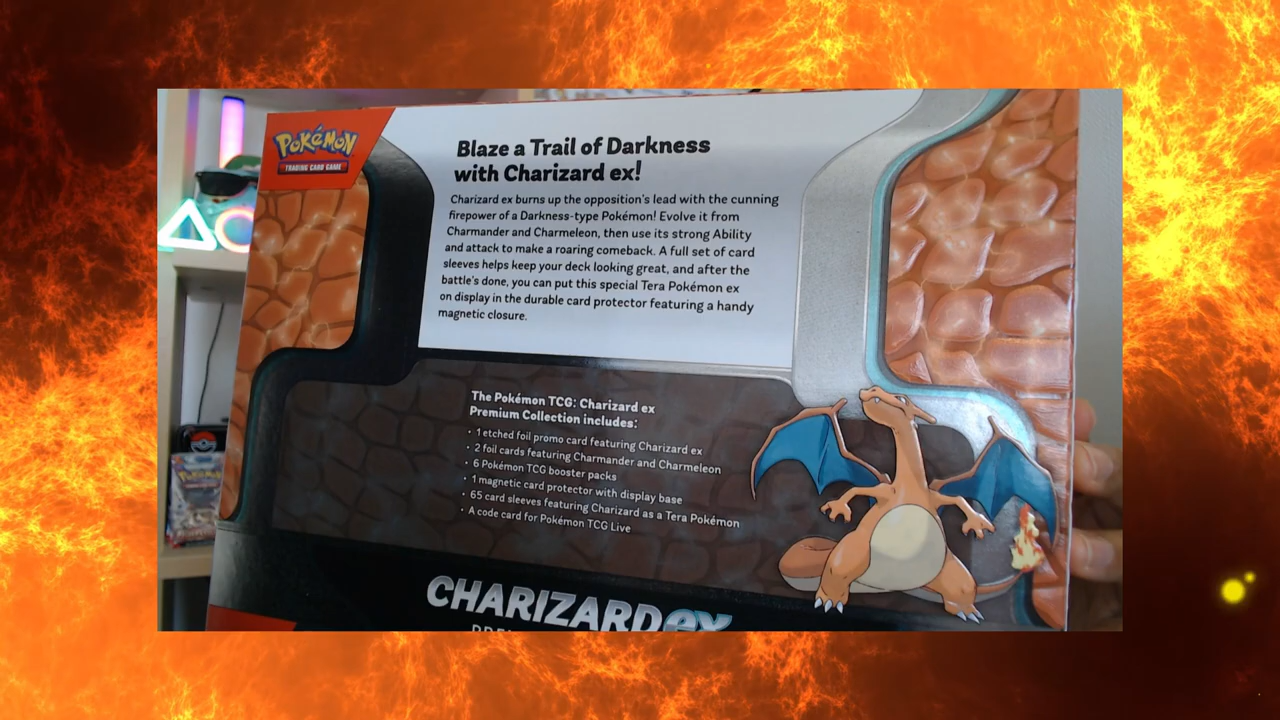 Pokémon
TRADING CARD GAME
Blaze a Trail of Darkness
with Charizard ex!
Charizard ex burns up the opposition's lead with the cunning
firepower of a Darkness-type Pokémon! Evolve it from
Charmander and Charmeleon, then use its strong Ability
and attack to make a roaring comeback. A full set of card
sleeves helps keep your deck looking great, and after the
battle's done, you can put this special Tera Pokémon ex
on display in the durable card protector featuring a handy
magnetic closure.
The Pokémon TCG: Charizard ex
Premium Collection includes:
• 1 etched foil promo card featuring Charizard ex
• 2 foil cards featuring Charmander and Charmeleon
• 6 Pokémon TCG booster packs
• 1 magnetic card protector with display base
• 65 card sleeves featuring Charizard as a Tera Pokémon
• A code card for Pokémon TCG Live
CHARIZARD ex
Pokémon